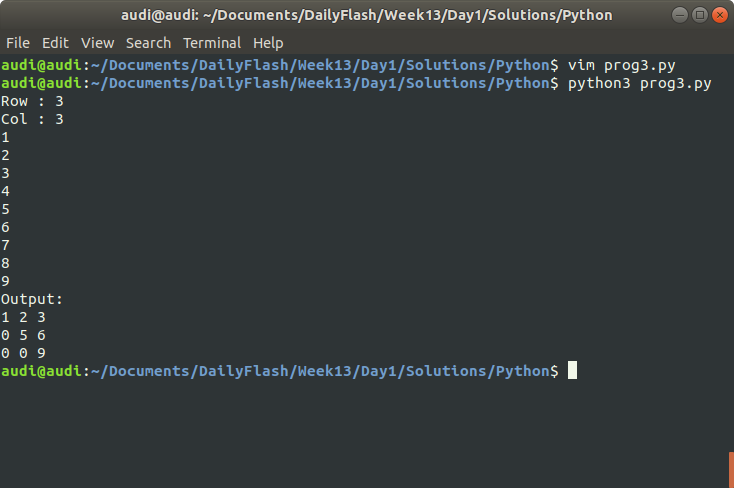 audi@audi: ~/Documents/DailyFlash/Week13/Day1/Solutions/Python
File Edit View Search Terminal Help
audi@audi:~/Documents/DailyFlash/Week13/Day1/Solutions/Python$ vim prog3.py
audi@audi:~/Documents/DailyFlash/Week13/Day1/Solutions/Python$ python3 prog3.py
Row : 3
Col : 3
1
2
3
4
5
6
7
8
9
Output:
1 2 3
0 5 6
0 0 9
audi@audi:~/Documents/DailyFlash/Week13/Day1/Solutions/Python$